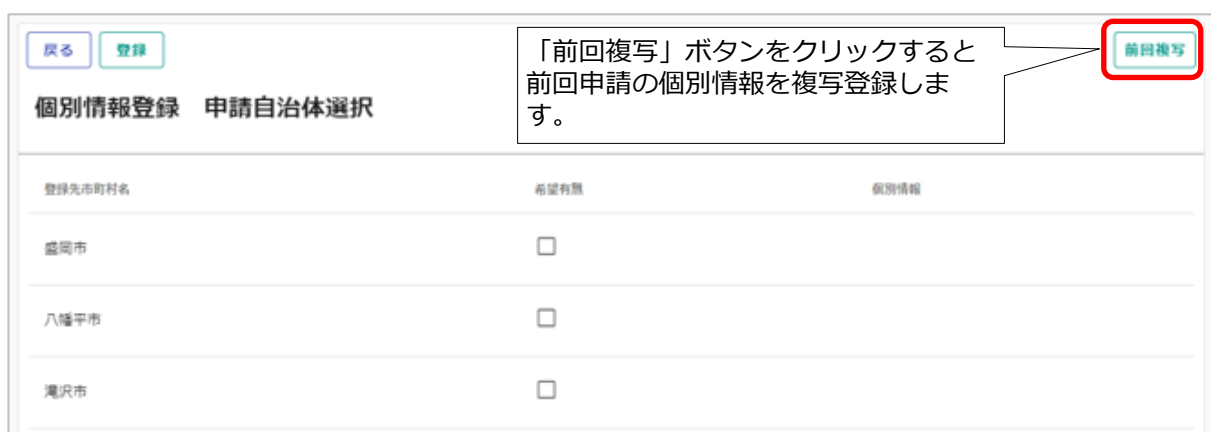 戻る 登録
「前回複写」ボタンをクリックすると
前回申請の個別情報を複写登録しま
す。
前回複写
個別情報登録 申請自治体選択
登録先市町村名 希望有無 個別情報
盛岡市
八幡平市
滝沢市